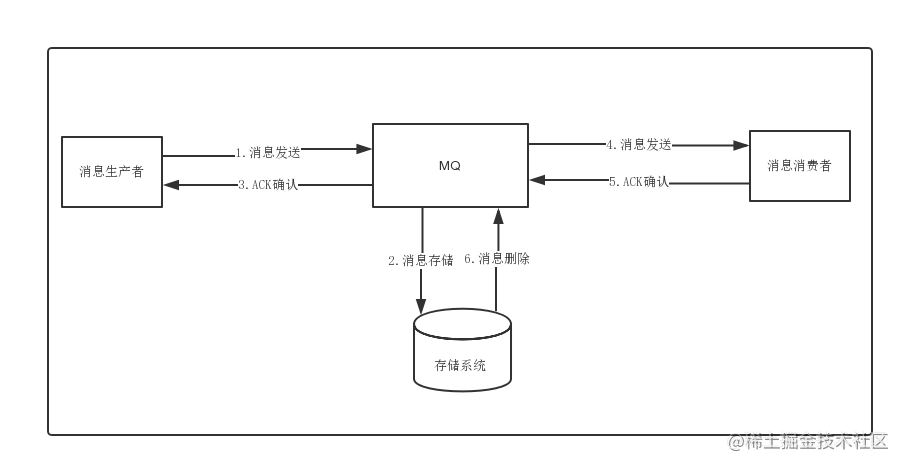 1.消息发送
4.消息发送
消息生产者
MQ
消息消费者
3.ACK确认
5.ACK确认
2.消息存储
6.消息删除
存储系统
@稀土掘金技术社区